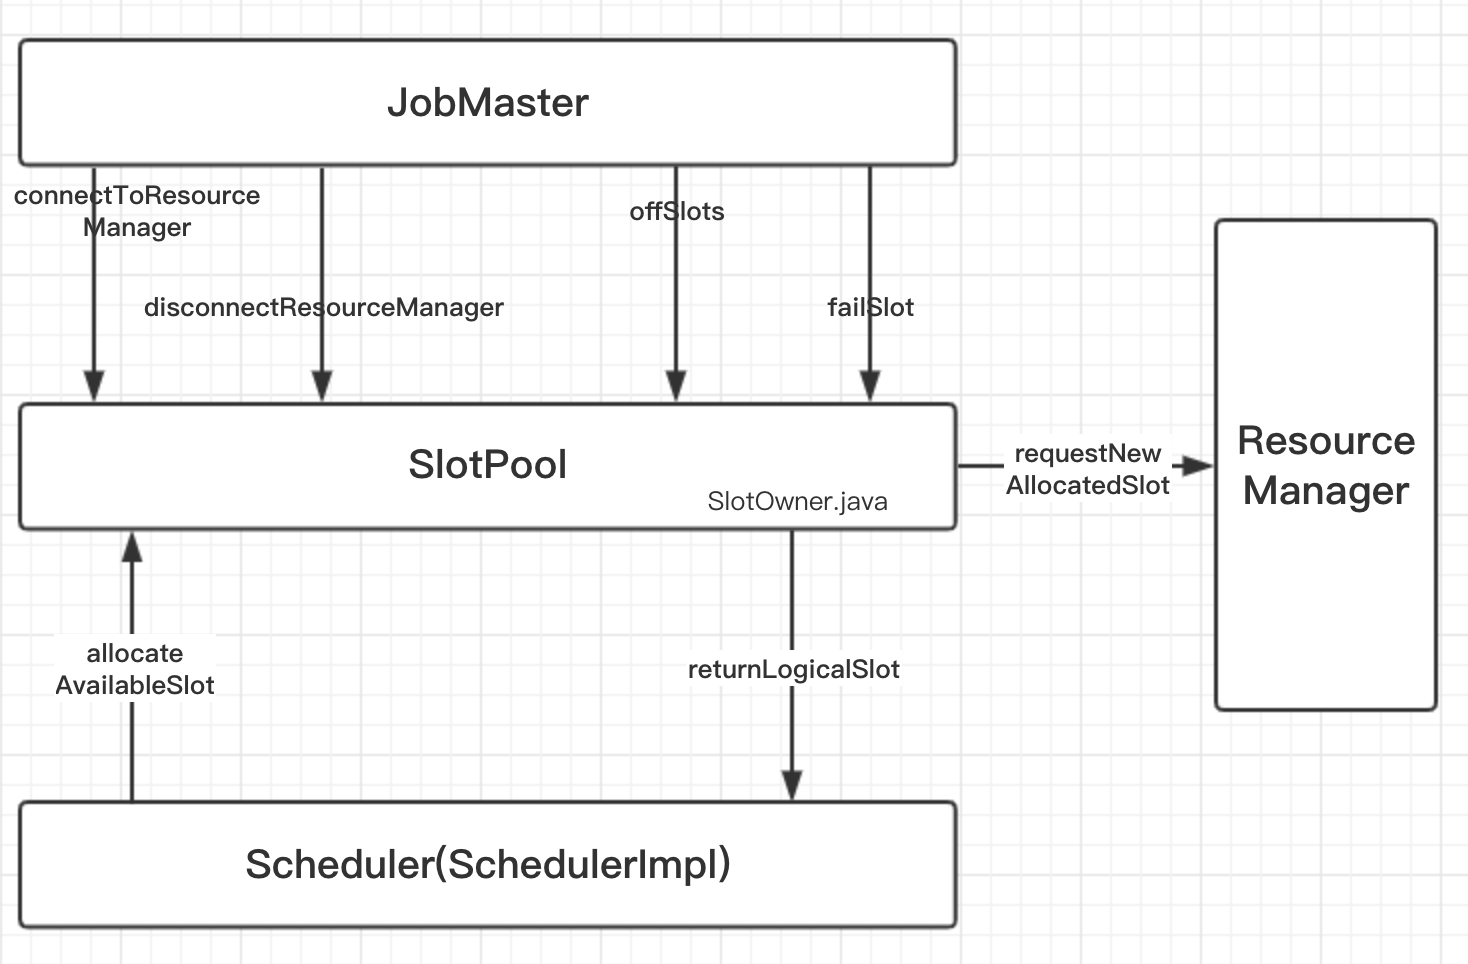 JobMaster
connectToResource
Manager
offSlots
disconnectResourceManager
failSlot
SlotPool
SlotOwner.java
requestNew
AllocatedSlot
Resource
Manager
allocate
AvailableSlot
returnLogicalSlot
Scheduler(SchedulerImpl)